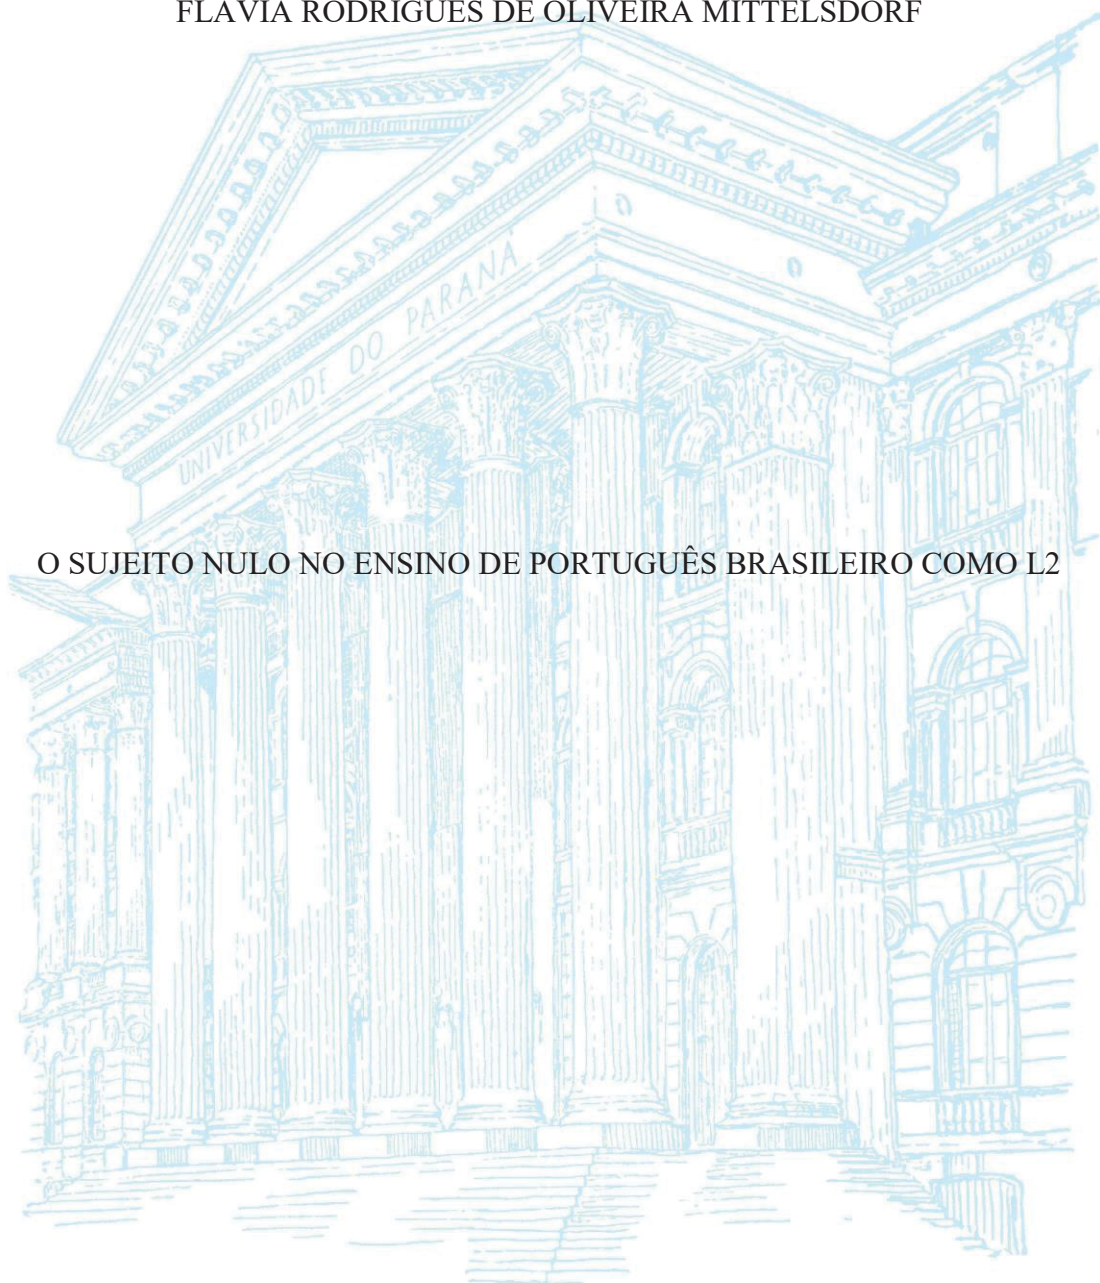 FLAVIA RODRIGUES DE OLIVEIRA MITTELSDORF
UNIVERSIDADE DO PARANÁ
O SUJEITO NULO NO ENSINO DE PORTUGUÊS BRASILEIRO COMO L2